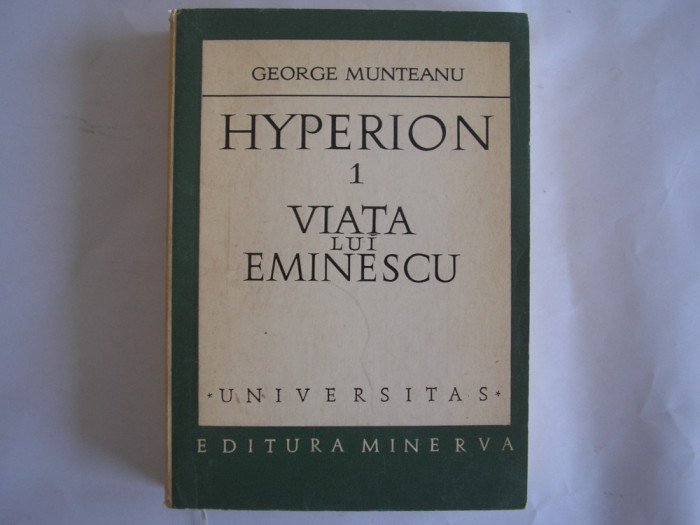 GEORGE MUNTEANU
HYPERION
1
VIAȚA
LUI
EMINESCU
* UNIVERSITAS *
EDITURA MINERVA